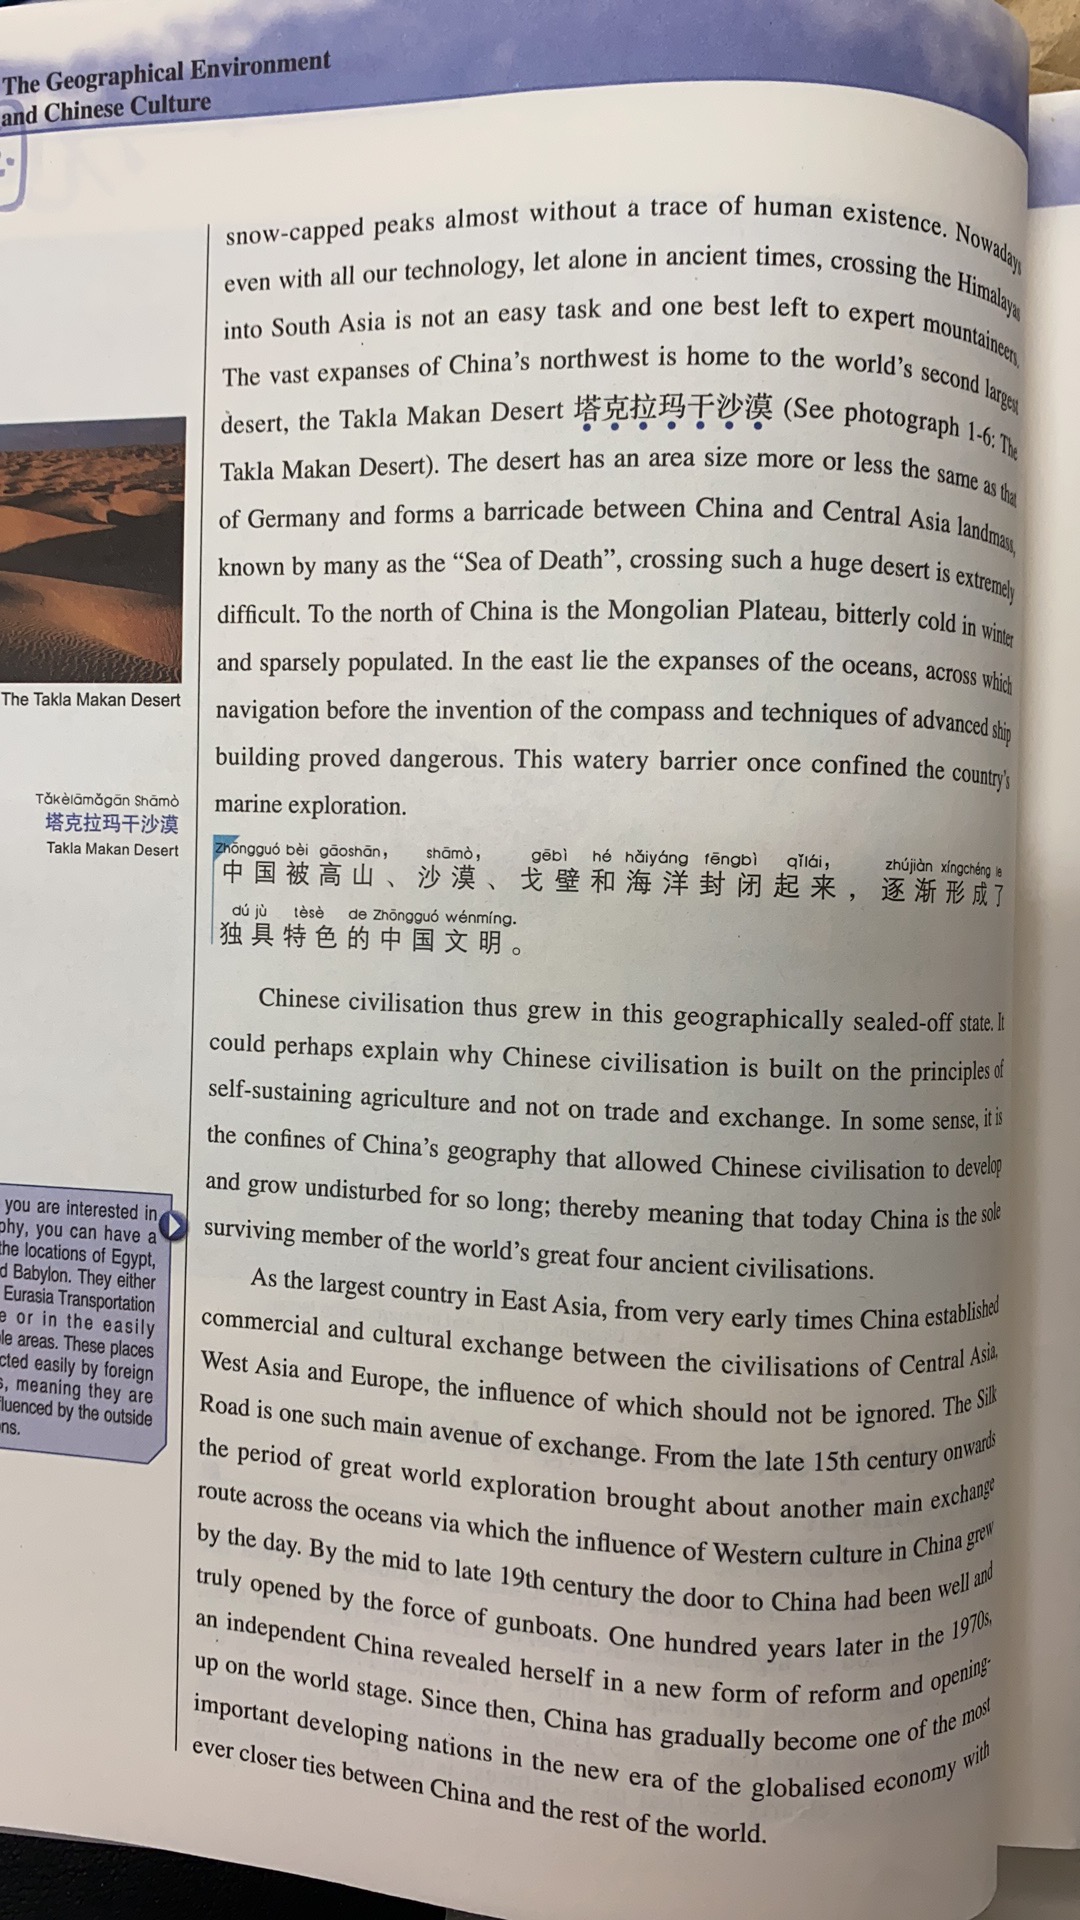 The Geographical Environment
and Chinese Culture
snow-capped peaks almost without a trace of human existence. Nowadays
even with all our technology, let alone in ancient times, crossing the Himalayas
into South Asia is not an easy task and one best left to expert mountaineers.
The vast expanses of China's northwest is home to the world's second largest
desert, the Takla Makan Desert 塔克拉玛干沙漠 (See photograph 1-6: The
Takla Makan Desert). The desert has an area size more or less the same as that
of Germany and forms a barricade between China and Central Asia landmass,
known by many as the “Sea of Death”, crossing such a huge desert is extremely
difficult. To the north of China is the Mongolian Plateau, bitterly cold in winter
and sparsely populated. In the east lie the expanses of the oceans, across which
navigation before the invention of the compass and techniques of advanced ship
building proved dangerous. This watery barrier once confined the country's
marine exploration.
The Takla Makan Desert
Tǎkèlāmǎgān Shāmò
塔克拉玛干沙漠
Takla Makan Desert
Zhōngguó bèi gāoshān, shāmò, gēbì hé hǎiyáng fēngbì qǐlái, zhújiàn xíngchéng le
中国被高山、沙漠、戈壁和海洋封闭起来，逐渐形成了
dú jù tèsè de Zhōngguó wénmíng.
独具特色的中国文明。
Chinese civilisation thus grew in this geographically sealed-off state. It
could perhaps explain why Chinese civilisation is built on the principles of
self-sustaining agriculture and not on trade and exchange. In some sense, it is
the confines of China's geography that allowed Chinese civilisation to develop
and grow undisturbed for so long; thereby meaning that today China is the sole
surviving member of the world's great four ancient civilisations.
you are interested in
phy, you can have a
the locations of Egypt,
d Babylon. They either
Eurasia Transportation
e or in the easily
le areas. These places
cted easily by foreign
s, meaning they are
fluenced by the outside
ns.
As the largest country in East Asia, from very early times China established
commercial and cultural exchange between the civilisations of Central Asia,
West Asia and Europe, the influence of which should not be ignored. The Silk
Road is one such main avenue of exchange. From the late 15th century onwards
the period of great world exploration brought about another main exchange
route across the oceans via which the influence of Western culture in China grew
by the day. By the mid to late 19th century the door to China had been well and
truly opened by the force of gunboats. One hundred years later in the 1970s,
an independent China revealed herself in a new form of reform and opening-
up on the world stage. Since then, China has gradually become one of the most
important developing nations in the new era of the globalised economy with
ever closer ties between China and the rest of the world.